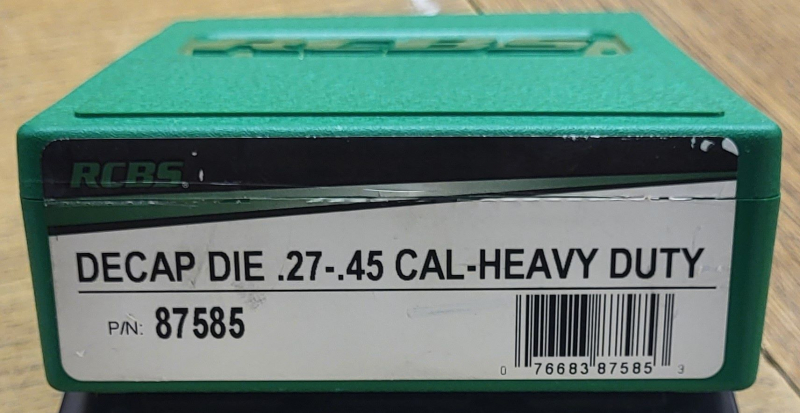 RCBS
RCBS
DECAP DIE .27-.45 CAL-HEAVY DUTY
P/N: 87585
0 76683 87585 3